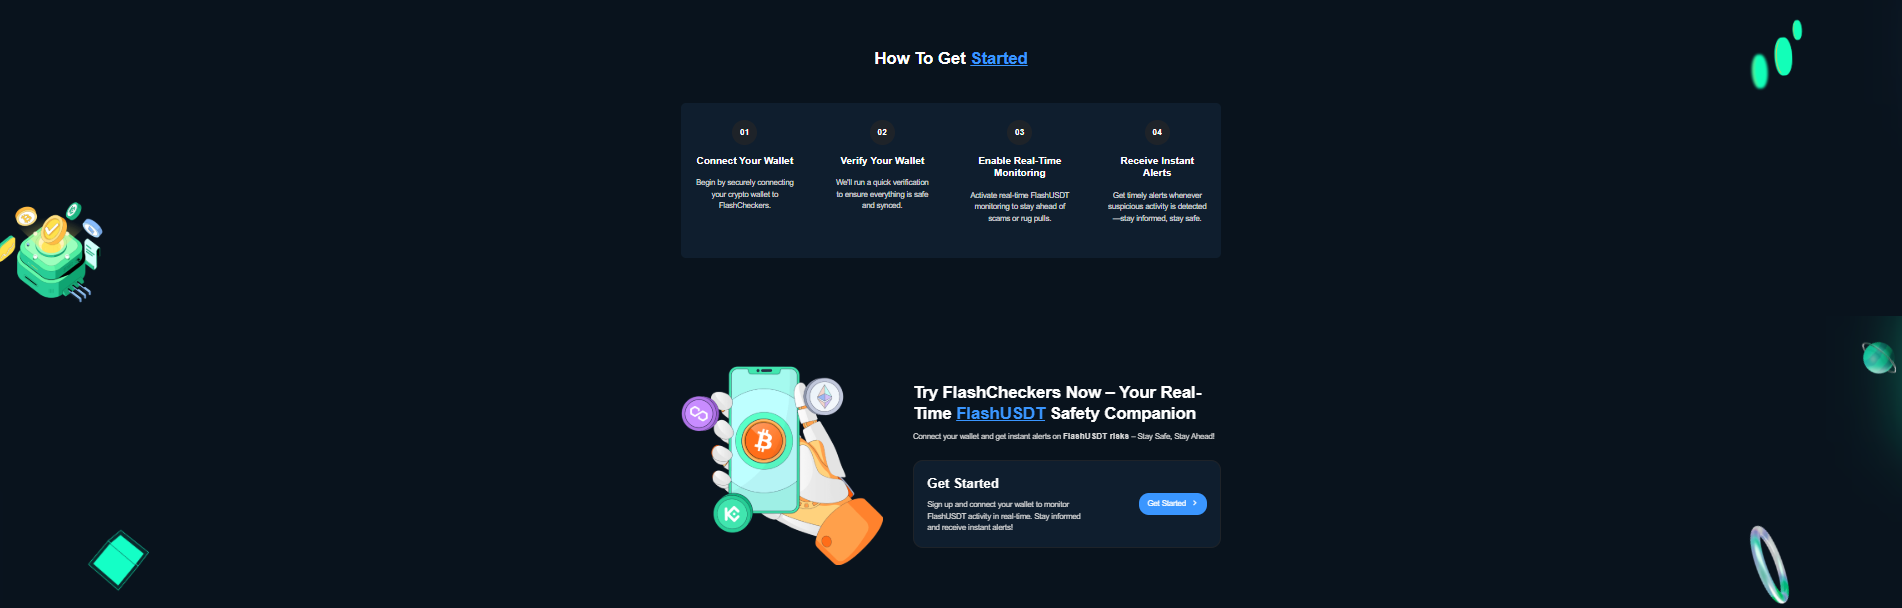 How To Get Started
01
Connect Your Wallet
Begin by securely connecting
your crypto wallet to
FlashCheckers.
02
Verify Your Wallet
We'll run a quick verification
to ensure everything is safe
and synced.
03
Enable Real-Time
Monitoring
Activate real-time FlashUSDT
monitoring to stay ahead of
scams or rug pulls.
04
Receive Instant
Alerts
Get timely alerts whenever
suspicious activity is detected
—stay informed, stay safe.
Try FlashCheckers Now – Your Real-
Time FlashUSDT Safety Companion
Connect your wallet and get instant alerts on FlashUSDT risks – Stay Safe, Stay Ahead!
Get Started
Sign up and connect your wallet to monitor
FlashUSDT activity in real-time. Stay informed
and receive instant alerts!
Get Started